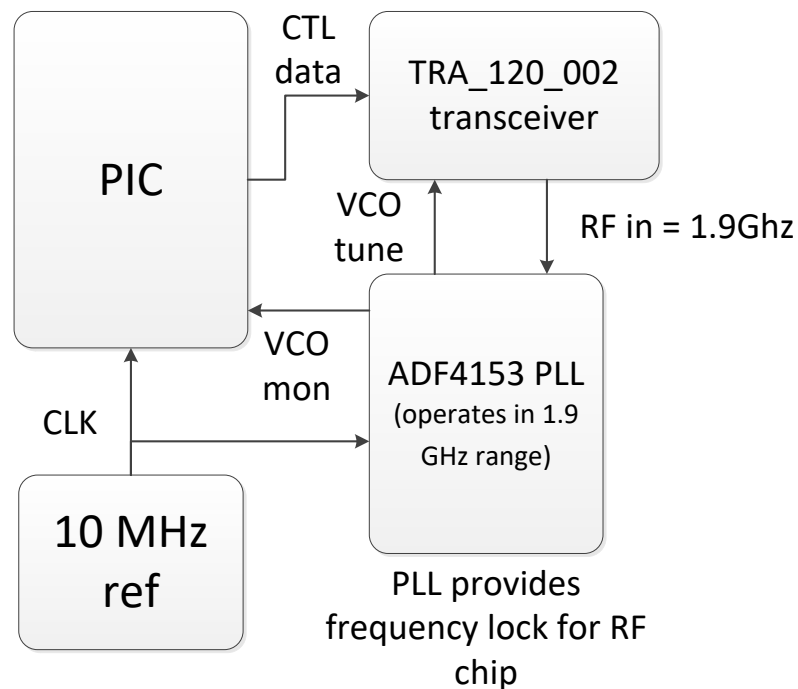 CTL
data
TRA_120_002
transceiver
PIC
VCO
tune
RF in = 1.9Ghz
VCO
mon
ADF4153 PLL
(operates in 1.9
GHz range)
CLK
10 MHz
ref
PLL provides
frequency lock for RF
chip